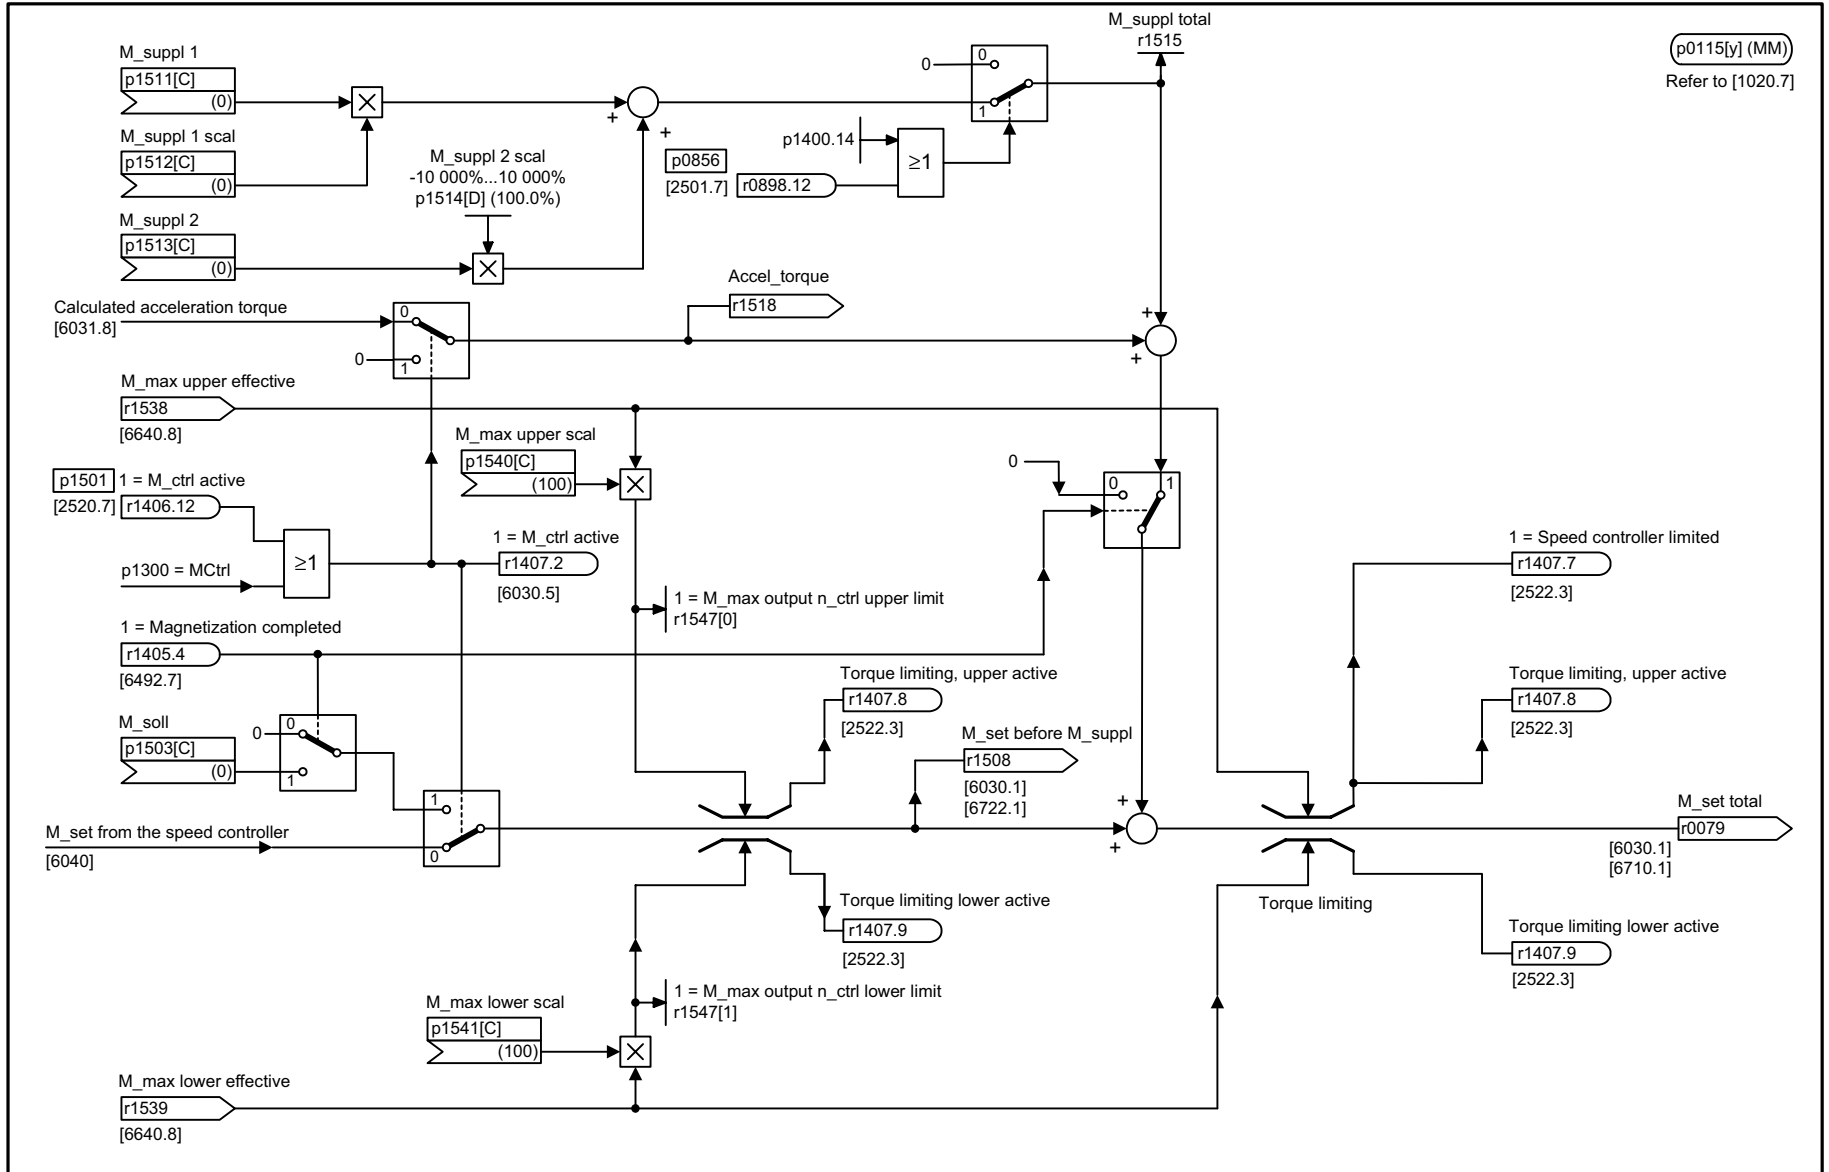 M_suppl total
r1515
p0115[y] (MM)
Refer to [1020.7]
M_suppl 1
p1511[C]
(0)
×
+
+
0
0
1
M_suppl 1 scal
p1512[C]
(0)
M_suppl 2 scal
-10 000%...10 000%
p1514[D] (100.0%)
p1400.14
≥1
p0856
[2501.7]
r0898.12
M_suppl 2
p1513[C]
(0)
×
Calculated acceleration torque
[6031.8]
0
0
1
Accel_torque
r1518
+
+
M_max upper effective
r1538
[6640.8]
M_max upper scal
p1540[C]
(100)
×
0
0
1
p1501
1 = M_ctrl active
[2520.7]
r1406.12
p1300 = MCtrl
≥1
1 = M_ctrl active
r1407.2
[6030.5]
1 = Speed controller limited
r1407.7
[2522.3]
1 = M_max output n_ctrl upper limit
r1547[0]
1 = Magnetization completed
r1405.4
[6492.7]
Torque limiting, upper active
r1407.8
[2522.3]
Torque limiting, upper active
r1407.8
[2522.3]
M_soll
p1503[C]
(0)
0
0
1
M_set before M_suppl
r1508
[6030.1]
[6722.1]
1
0
M_set from the speed controller
[6040]
+
+
M_set total
r0079
[6030.1]
[6710.1]
Torque limiting lower active
r1407.9
[2522.3]
Torque limiting
Torque limiting lower active
r1407.9
[2522.3]
1 = M_max output n_ctrl lower limit
r1547[1]
M_max lower scal
p1541[C]
(100)
×
M_max lower effective
r1539
[6640.8]